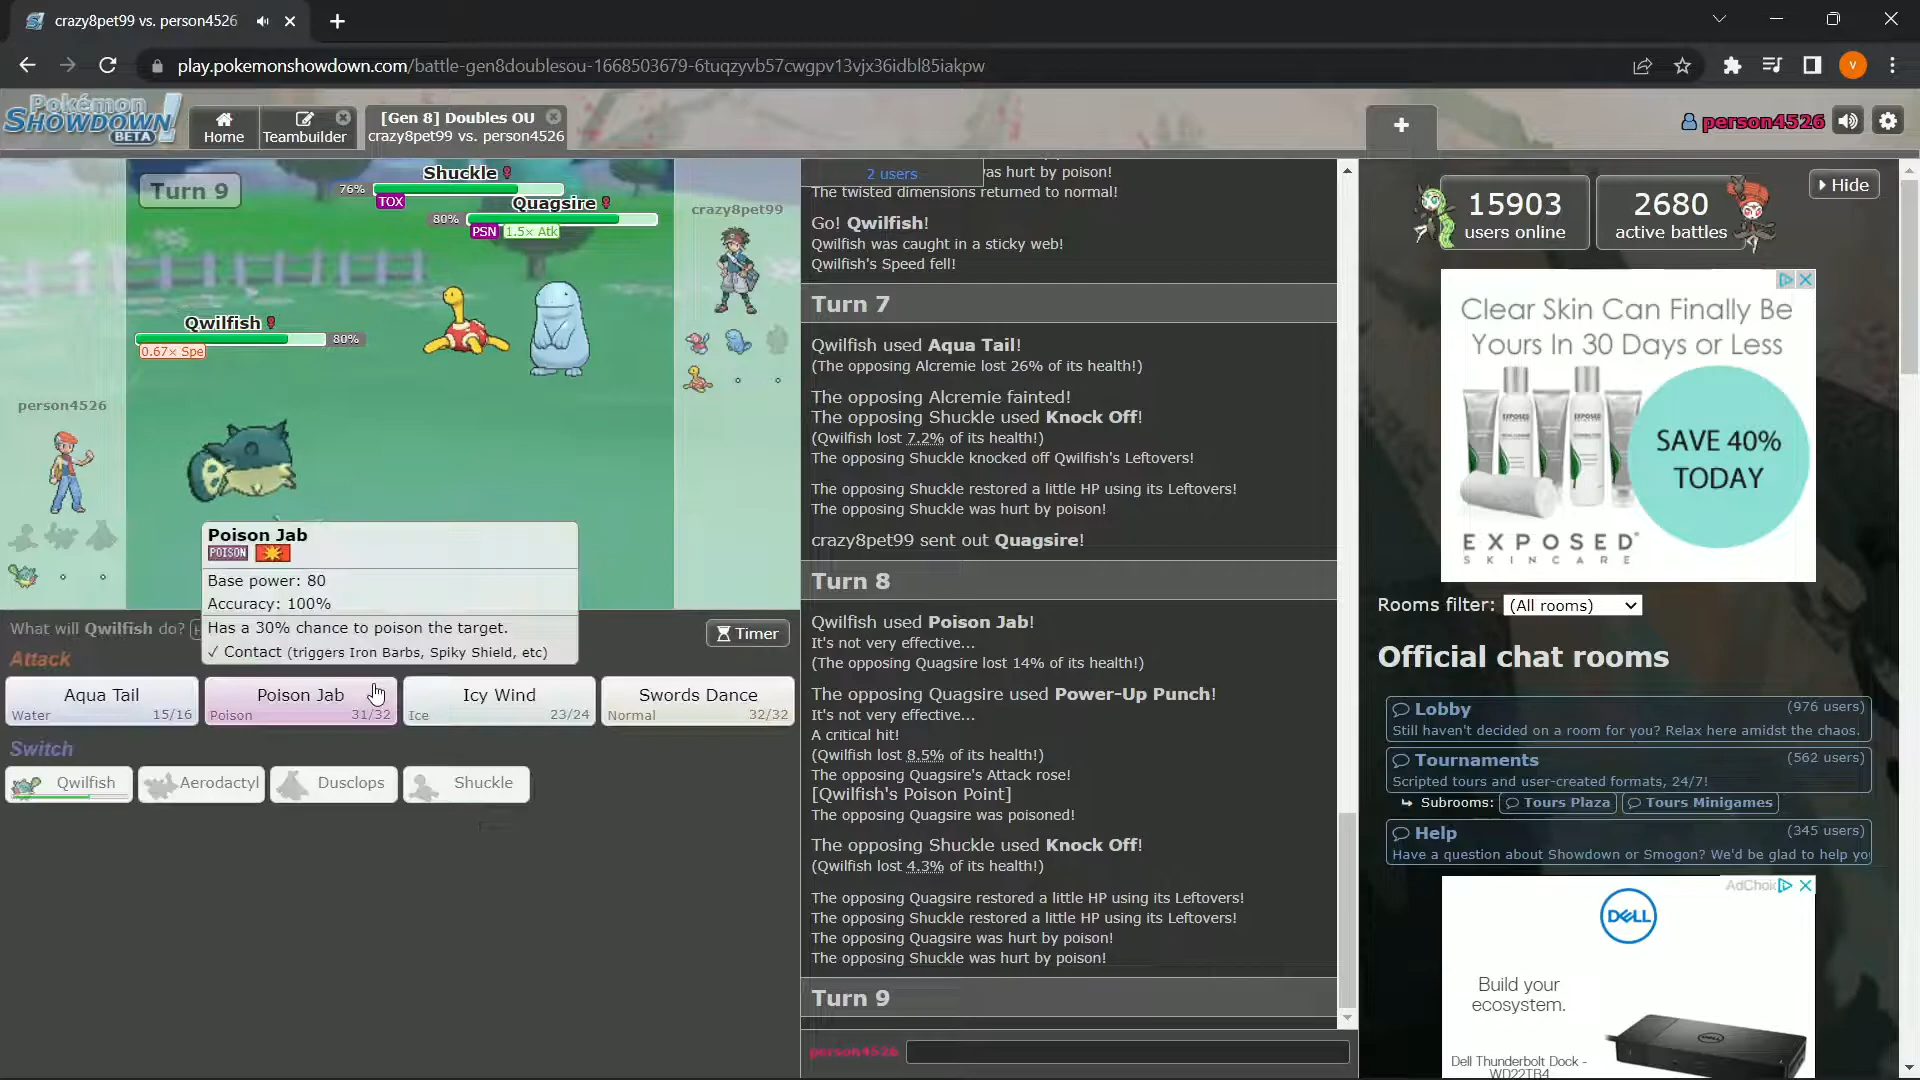 crazy8pet99 vs. person4526
play.pokemonshowdown.com/battle-gen8doublesou-1668503679-6tuqzyvb57cwgpv13vjx36idbl85iakpw
V
Pokémon
SHOWDOWN!
BETA
Home
Teambuilder
[Gen 8] Doubles OU
crazy8pet99 vs. person4526
+
person4526
Turn 9
Shuckle
76%
TOX
Quagsire
80%
PSN 1.5× Atk
crazy8pet99
Qwilfish
80%
0.67× Spe
person4526
Poison Jab
POISON
Base power: 80
Accuracy: 100%
Has a 30% chance to poison the target.
✓ Contact (triggers Iron Barbs, Spiky Shield, etc)
What will Qwilfish do?
Timer
Attack
Aqua Tail
Water 15/16
Poison Jab
Poison 31/32
Icy Wind
Ice 23/24
Swords Dance
Normal 32/32
Switch
Qwilfish
Aerodactyl
Dusclops
Shuckle
2 users
was hurt by poison!
The twisted dimensions returned to normal!
Go! Qwilfish!
Qwilfish was caught in a sticky web!
Qwilfish's Speed fell!
Turn 7
Qwilfish used Aqua Tail!
(The opposing Alcremie lost 26% of its health!)
The opposing Alcremie fainted!
The opposing Shuckle used Knock Off!
(Qwilfish lost 7.2% of its health!)
The opposing Shuckle knocked off Qwilfish's Leftovers!
The opposing Shuckle restored a little HP using its Leftovers!
The opposing Shuckle was hurt by poison!
crazy8pet99 sent out Quagsire!
Turn 8
Qwilfish used Poison Jab!
It's not very effective...
(The opposing Quagsire lost 14% of its health!)
The opposing Quagsire used Power-Up Punch!
It's not very effective...
A critical hit!
(Qwilfish lost 8.5% of its health!)
The opposing Quagsire's Attack rose!
[Qwilfish's Poison Point]
The opposing Quagsire was poisoned!
The opposing Shuckle used Knock Off!
(Qwilfish lost 4.3% of its health!)
The opposing Quagsire restored a little HP using its Leftovers!
The opposing Shuckle restored a little HP using its Leftovers!
The opposing Quagsire was hurt by poison!
The opposing Shuckle was hurt by poison!
Turn 9
person4526
15903
users online
2680
active battles
Hide
Clear Skin Can Finally Be
Yours In 30 Days or Less
SAVE 40%
TODAY
EXPOSED
SKINCARE
Rooms filter: (All rooms)
Official chat rooms
Lobby (976 users)
Still haven't decided on a room for you? Relax here amidst the chaos.
Tournaments (562 users)
Scripted tours and user-created formats, 24/7!
Subrooms: Tours Plaza Tours Minigames
Help (345 users)
Have a question about Showdown or Smogon? We'd be glad to help yo
AdChoic
DELL
Build your
ecosystem.
Dell Thunderbolt Dock -
WD22TB4